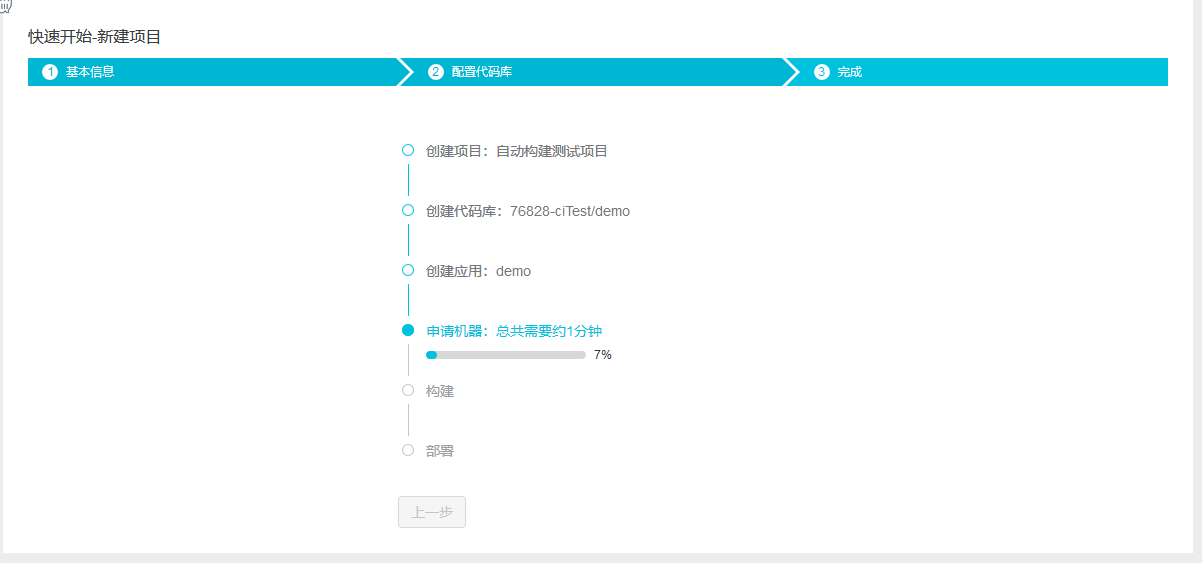 快速开始-新建项目
1 基本信息
2 配置代码库
3 完成
创建项目：自动构建测试项目
创建代码库：76828-ciTest/demo
创建应用：demo
申请机器：总共需要约1分钟
7%
构建
部署
上一步